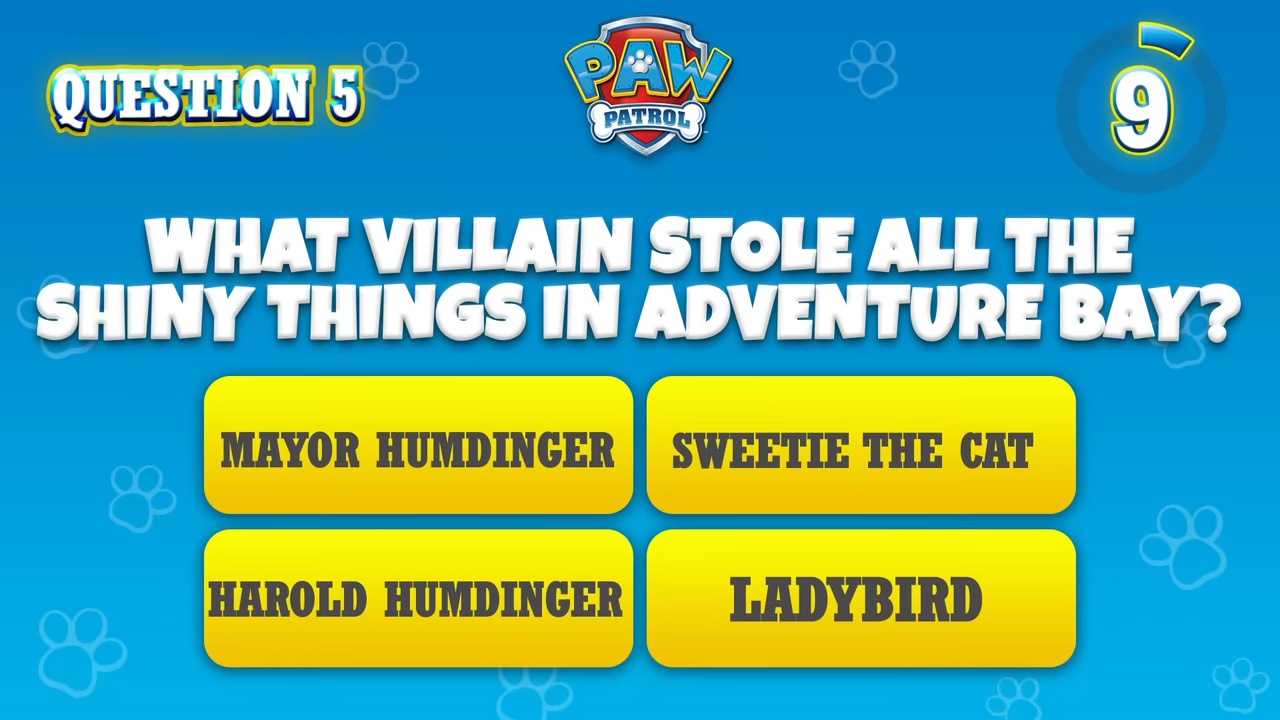 QUESTION 5
PAW
PATROL
9
WHAT VILLAIN STOLE ALL THE
SHINY THINGS IN ADVENTURE BAY?
MAYOR HUMDINGER
SWEETIE THE CAT
HAROLD HUMDINGER
LADYBIRD